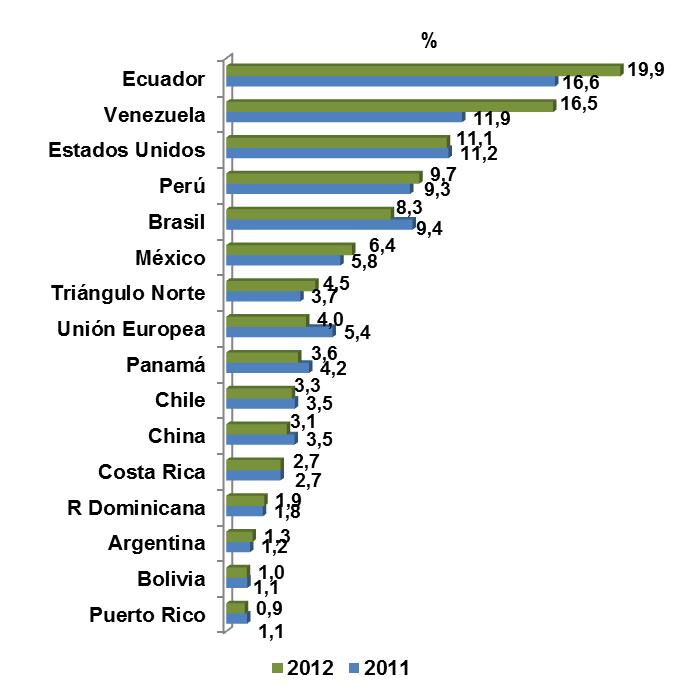 %
Ecuador 19,9
16,6
Venezuela 16,5
11,9
Estados Unidos 11,1
11,2
Perú 9,7
9,3
Brasil 8,3
9,4
México 6,4
5,8
Triángulo Norte 4,5
3,7
Unión Europea 4,0
5,4
Panamá 3,6
4,2
Chile 3,3
3,5
China 3,1
3,5
Costa Rica 2,7
2,7
R Dominicana 1,9
1,8
Argentina 1,3
1,2
Bolivia 1,0
1,1
Puerto Rico 0,9
1,1
2012 2011